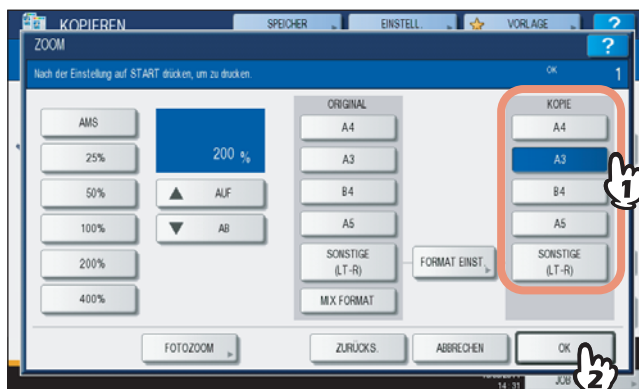 KOPIEREN
SPEICHER
EINSTELL.
VORLAGE
?
ZOOM
?
Nach der Einstellung auf START drücken, um zu drucken.
OK
1
ORIGINAL
KOPIE
AMS
200 %
A4
A4
25%
A3
A3
1
50%
AUF
B4
B4
100%
AB
A5
A5
200%
SONSTIGE
(LT-R)
FORMAT EINST.
SONSTIGE
(LT-R)
400%
MIX FORMAT
FOTOZOOM
ZURÜCKS.
ABBRECHEN
OK
2
14:31
JOB